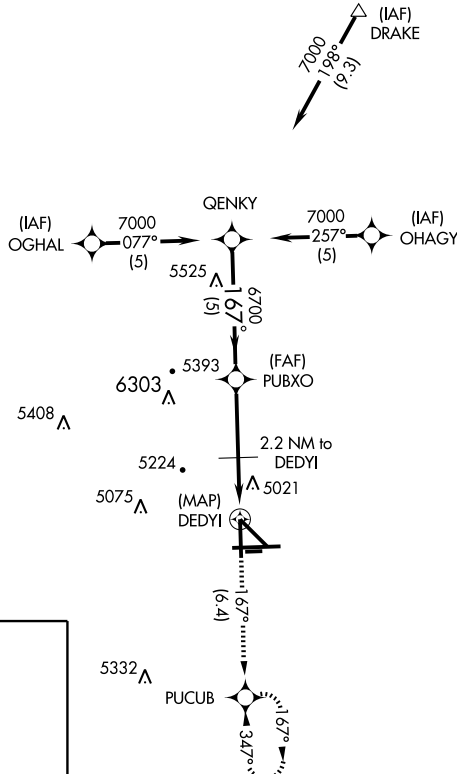 (IAF)
DRAKE
7000
198°
(9.3)
QENKY
(IAF)
OGHAL
7000
077°
(5)
7000
257°
(5)
(IAF)
OHAGY
5525
6700
167°
(5)
5393
(FAF)
PUBXO
6303
5408
2.2 NM to
DEDYI
5224
5021
5075
(MAP)
DEDYI
167°
(6.4)
5332
PUCUB
167°
347°